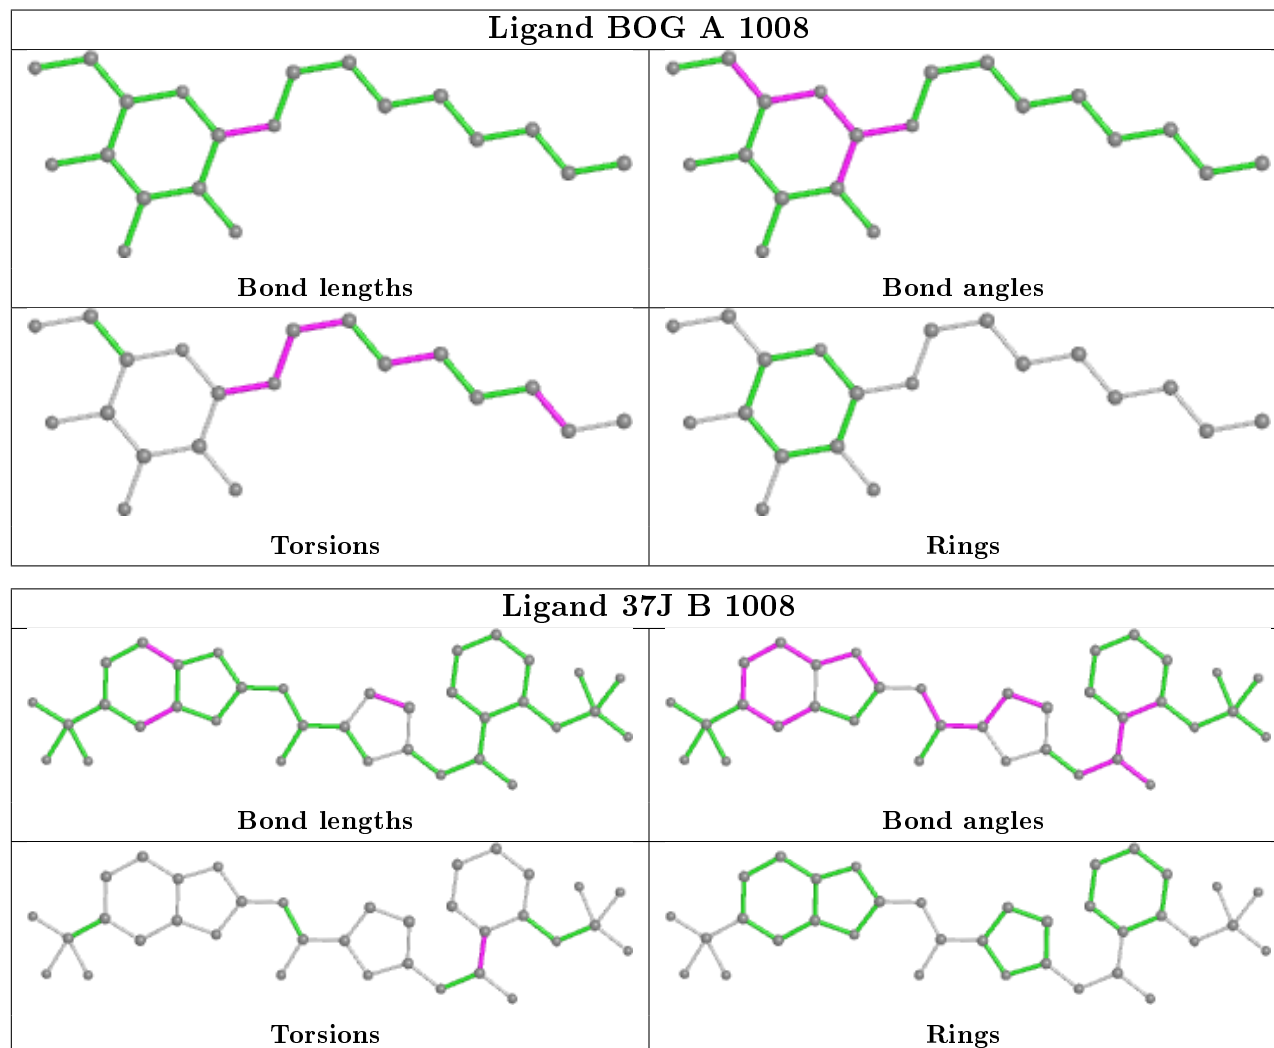 Ligand BOG A 1008
Bond lengths
Bond angles
Torsions
Rings
Ligand 37J B 1008
Bond lengths
Bond angles
Torsions
Rings